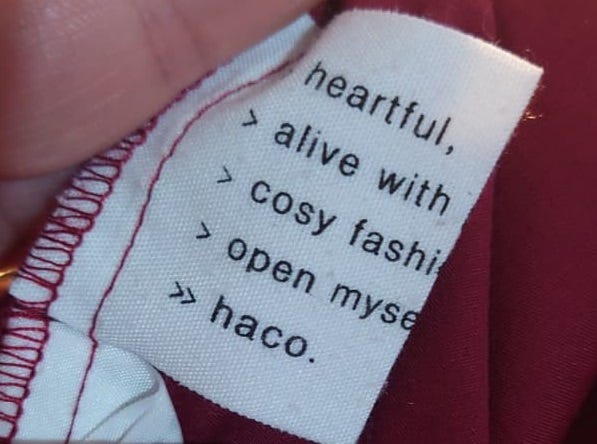 heartful,
> alive with
> cosy fashi
> open myse
>> haco.